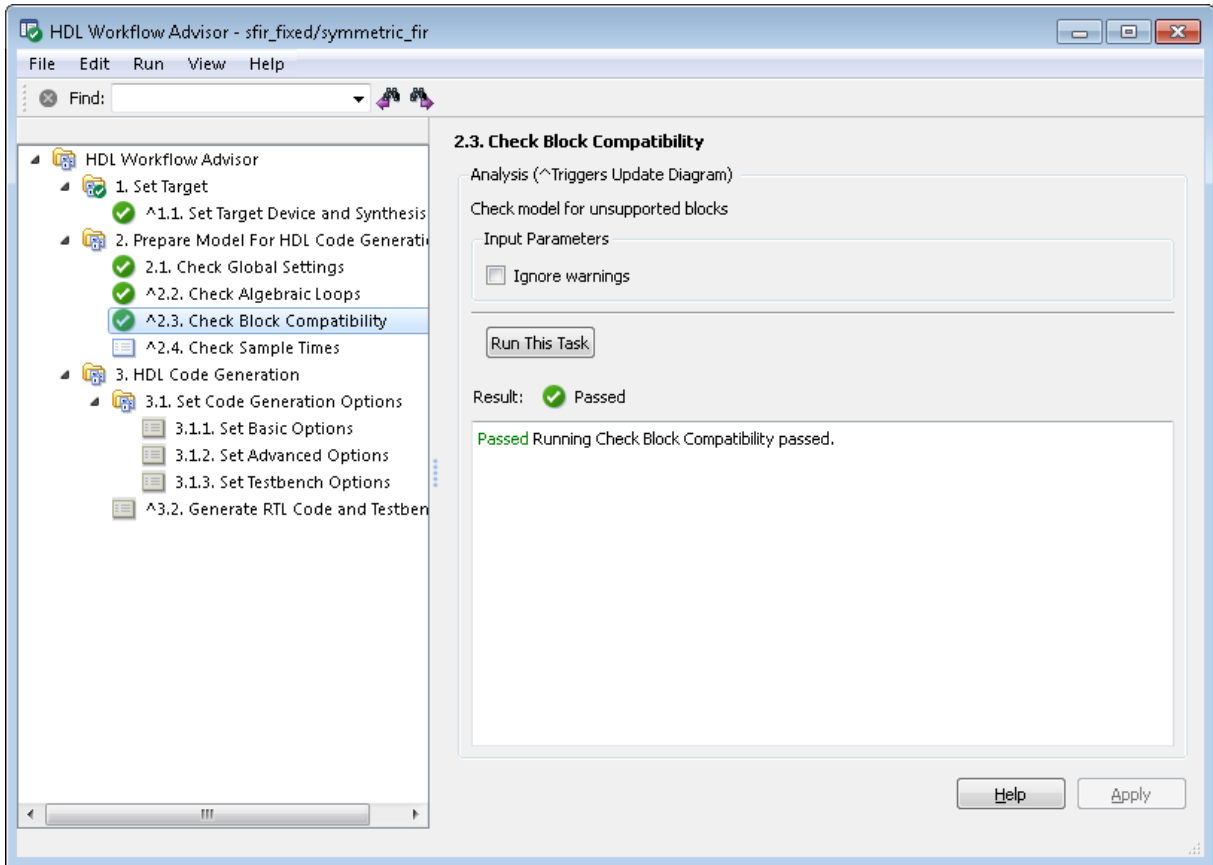 HDL Workflow Advisor - sfir_fixed/symmetric_fir
File Edit Run View Help
Find:
HDL Workflow Advisor
1. Set Target
^1.1. Set Target Device and Synthesis
2. Prepare Model For HDL Code Generati
2.1. Check Global Settings
^2.2. Check Algebraic Loops
^2.3. Check Block Compatibility
^2.4. Check Sample Times
3. HDL Code Generation
3.1. Set Code Generation Options
3.1.1. Set Basic Options
3.1.2. Set Advanced Options
3.1.3. Set Testbench Options
^3.2. Generate RTL Code and Testben
2.3. Check Block Compatibility
Analysis (^Triggers Update Diagram)
Check model for unsupported blocks
Input Parameters
Ignore warnings
Run This Task
Result: Passed
Passed Running Check Block Compatibility passed.
Help Apply